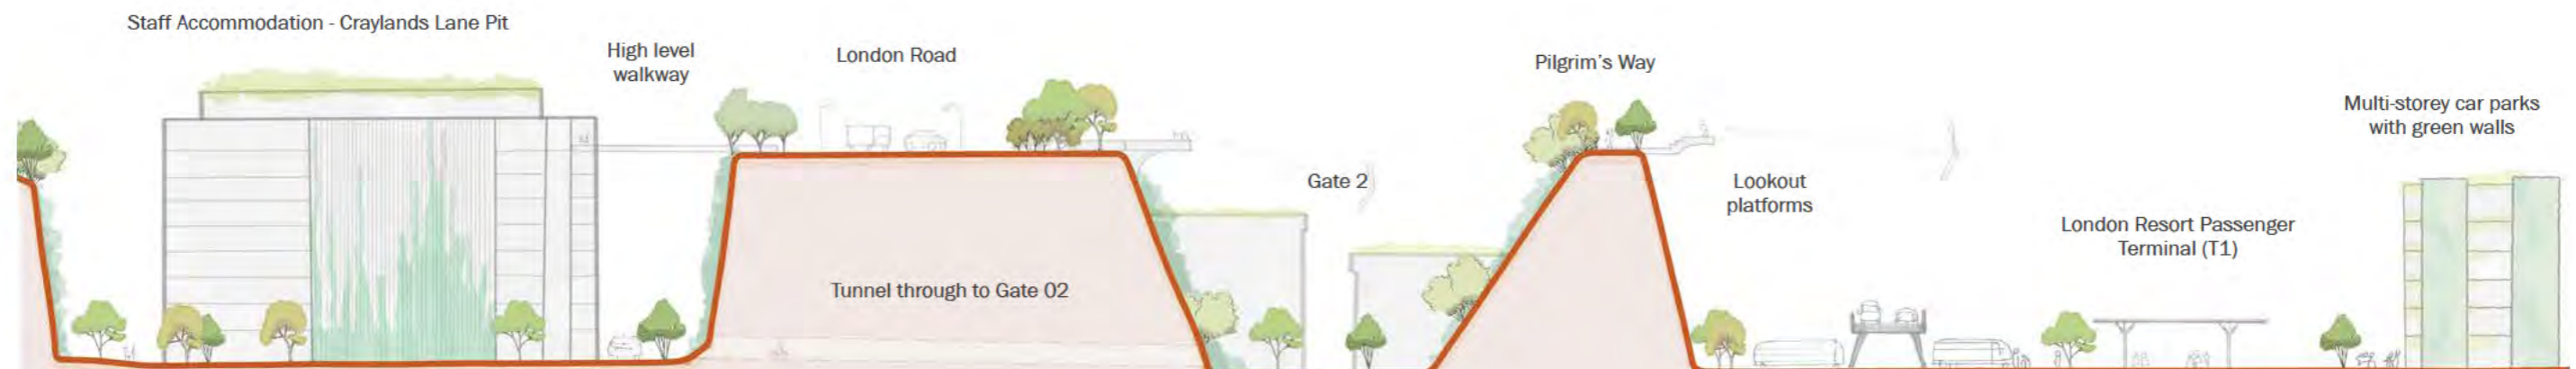 Staff Accommodation - Craylands Lane Pit
High level
walkway
London Road
Tunnel through to Gate 02
Gate 2
Pilgrim's Way
Lookout
platforms
London Resort Passenger
Terminal (T1)
Multi-storey car parks
with green walls